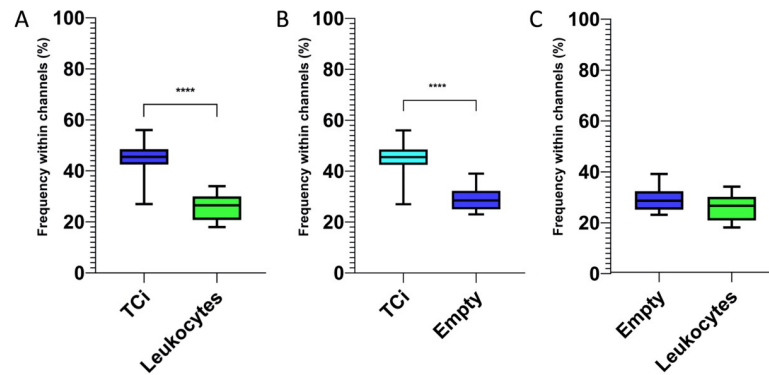 A
Frequency within channels (%)
100
80
60
40
20
0
****
TCi
Leukocytes
B
Frequency within channels (%)
100
80
60
40
20
0
****
TCi
Empty
C
Frequency within channels (%)
100
80
60
40
20
0
Empty
Leukocytes